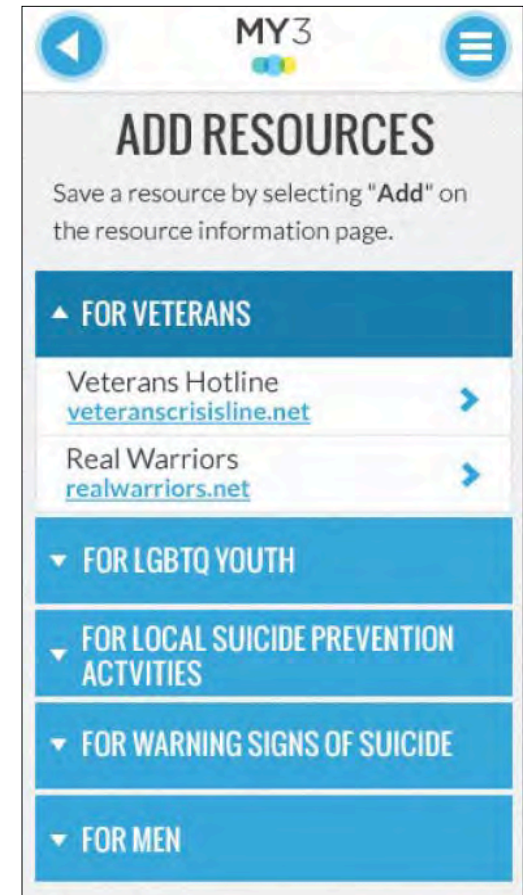 MY3
ADD RESOURCES
Save a resource by selecting "Add" on
the resource information page.
FOR VETERANS
Veterans Hotline
veteranscrisisline.net
Real Warriors
realwarriors.net
FOR LGBTQ YOUTH
FOR LOCAL SUICIDE PREVENTION
ACTVITIES
FOR WARNING SIGNS OF SUICIDE
FOR MEN